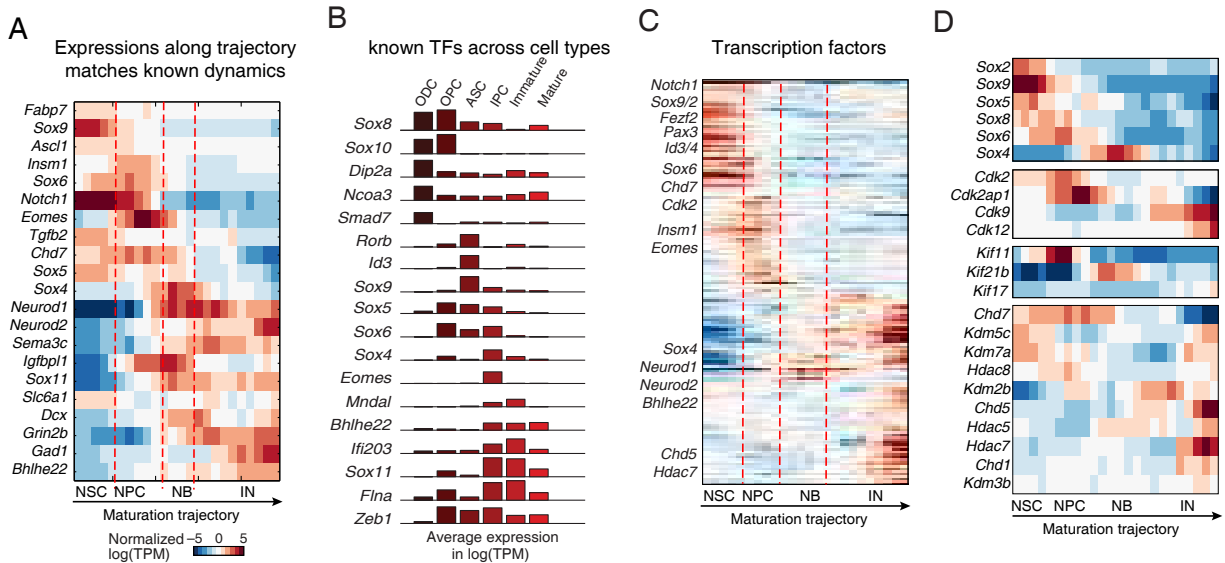 A
Expressions along trajectory
matches known dynamics
Fabp7
Sox9
Ascl1
Insm1
Sox6
Notch1
Eomes
Tgfb2
Chd7
Sox5
Sox4
Neurod1
Neurod2
Sema3c
Igfbpl1
Sox11
Slc6a1
Dcx
Grin2b
Gad1
Bhlhe22
NSC NPC NB IN
Maturation trajectory
Normalized
log(TPM)
−5 0 5
B
known TFs across cell types
ODC OPC ASC IPC Immature Mature
Sox8
Sox10
Dip2a
Ncoa3
Smad7
Rorb
Id3
Sox9
Sox5
Sox6
Sox4
Eomes
Mndal
Bhlhe22
Ifi203
Sox11
Flna
Zeb1
Average expression
in log(TPM)
C
Transcription factors
Notch1
Sox9/2
Fezf2
Pax3
Id3/4
Sox6
Chd7
Cdk2
Insm1
Eomes
Sox4
Neurod1
Neurod2
Bhlhe22
Chd5
Hdac7
NSC NPC NB IN
Maturation trajectory
D
Sox2
Sox9
Sox5
Sox8
Sox6
Sox4
Cdk2
Cdk2ap1
Cdk9
Cdk12
Kif11
Kif21b
Kif17
Chd7
Kdm5c
Kdm7a
Hdac8
Kdm2b
Chd5
Hdac5
Hdac7
Chd1
Kdm3b
NSC NPC NB IN
Maturation trajectory